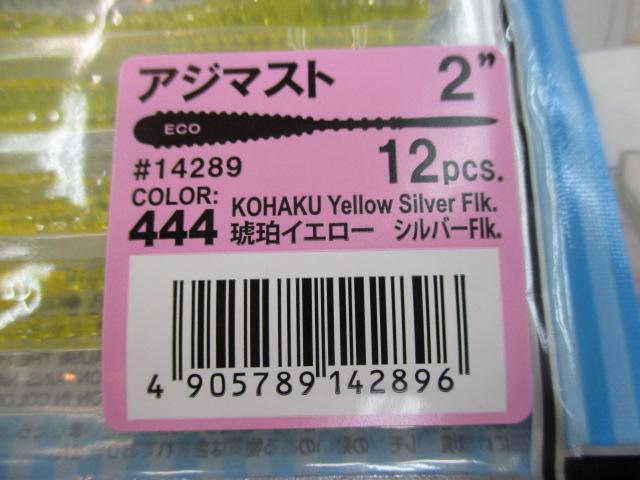 アジマスト 2”
ECO
#14289 12pcs.
COLOR: KOHAKU Yellow Silver Flk.
444 琥珀イエロー シルバーFlk.
4 905789 142896